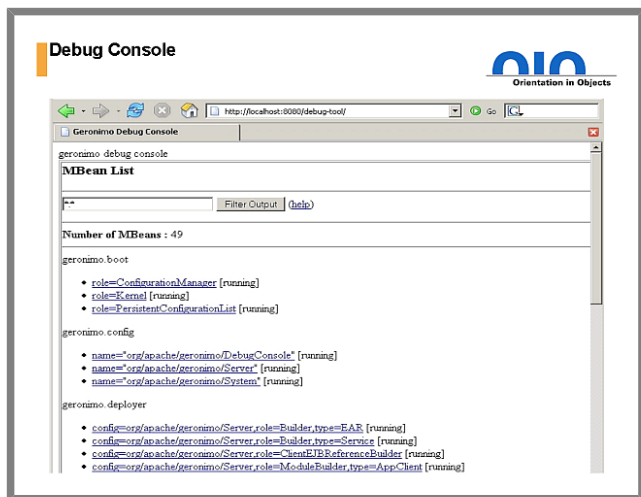 Debug Console
OIO
Orientation in Objects
http://localhost:8080/debug-tool/
Go
G
Geronimo Debug Console
geronimo debug console
MBean List
*:*
Filter Output (help)
Number of MBeans : 49
geronimo.boot
role=ConfigurationManager [running]
role=Kernel [running]
role=PersistentConfigurationList [running]
geronimo.config
name="org/apache/geronimo/DebugConsole" [running]
name="org/apache/geronimo/Server" [running]
name="org/apache/geronimo/System" [running]
geronimo.deployer
config=org/apache/geronimo/Server,role=Builder,type=EAR [running]
config=org/apache/geronimo/Server,role=Builder,type=Service [running]
config=org/apache/geronimo/Server,role=ClientEJBReferenceBuilder [running]
config=org/apache/geronimo/Server,role=ModuleBuilder,type=AppClient [running]